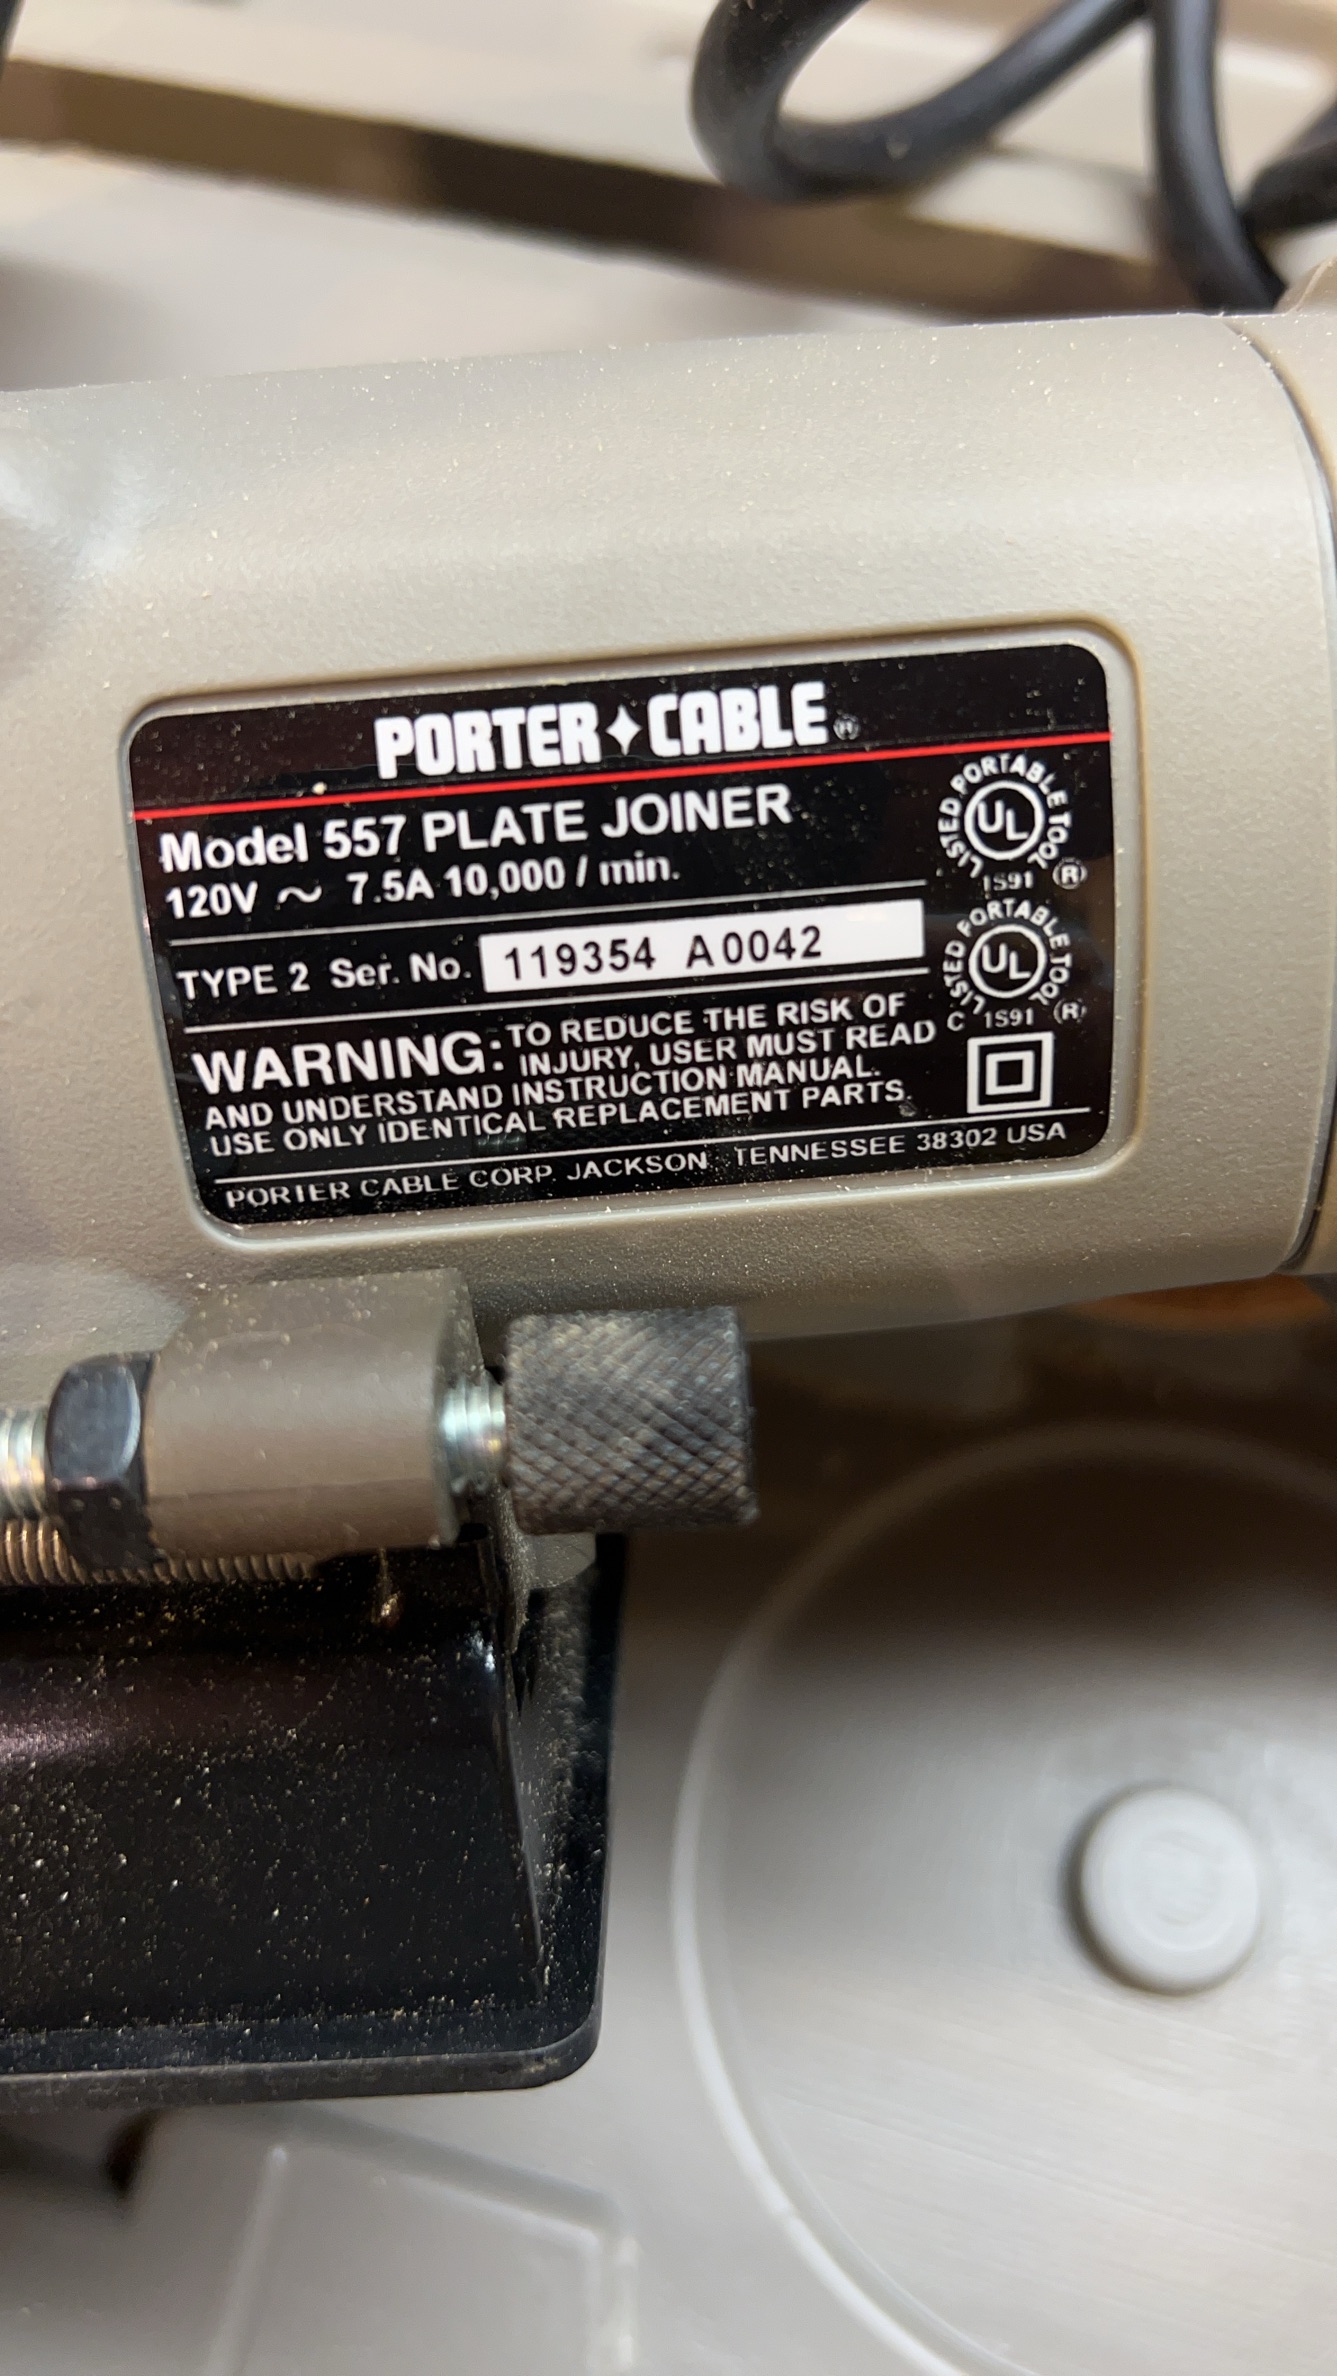 PORTER CABLE ®
Model 557 PLATE JOINER
120V ~ 7.5A 10,000 / min.
TYPE 2 Ser. No. 119354 A0042
WARNING: TO REDUCE THE RISK OF
INJURY, USER MUST READ
AND UNDERSTAND INSTRUCTION MANUAL.
USE ONLY IDENTICAL REPLACEMENT PARTS.
PORTER CABLE CORP. JACKSON, TENNESSEE 38302 USA
LISTED PORTABLE TOOL
UL
1S91 ®
LISTED PORTABLE TOOL
UL
C 1S91 ®